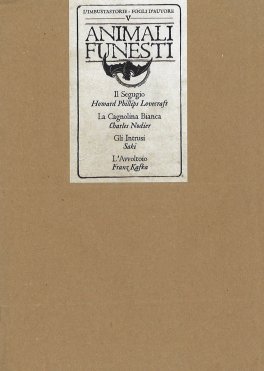 L'IMBUSTASTORIE - FOGLI D'AUTORE
V
ANIMALI
FUNESTI
Il Segugio
Howard Phillips Lovecraft
La Cagnolina Bianca
Charles Nodier
Gli Intrusi
Saki
L'Avvoltoio
Franz Kafka